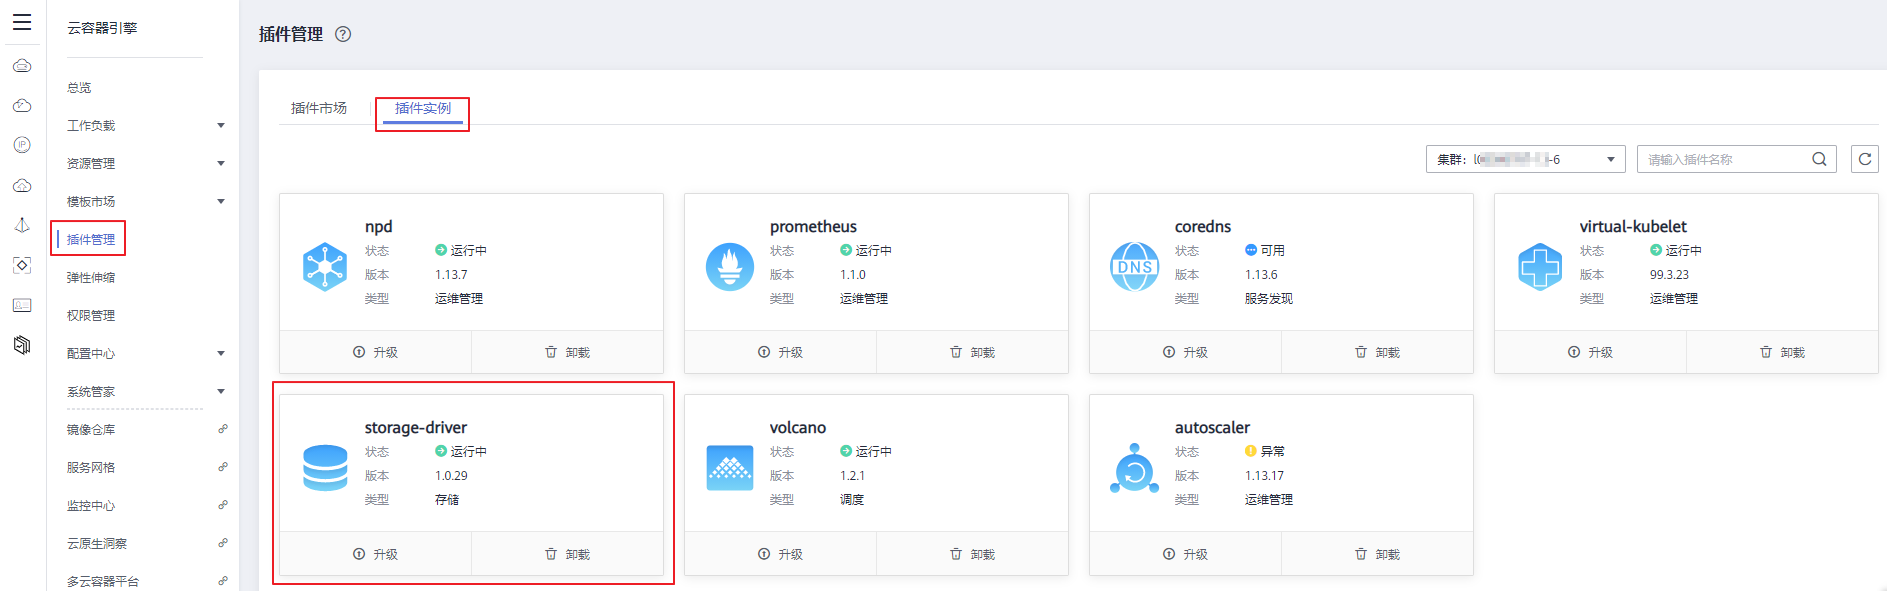 云容器引擎
总览
工作负载
资源管理
模板市场
插件管理
弹性伸缩
权限管理
配置中心
系统管家
镜像仓库
服务网格
监控中心
云原生洞察
多云容器平台
IP
插件管理 ?
插件市场 插件实例
集群： -6
请输入插件名称
npd
状态 运行中
版本 1.13.7
类型 运维管理
升级 卸载
prometheus
状态 运行中
版本 1.1.0
类型 运维管理
升级 卸载
DNS
coredns
状态 可用
版本 1.13.6
类型 服务发现
升级 卸载
virtual-kubelet
状态 运行中
版本 99.3.23
类型 运维管理
升级 卸载
storage-driver
状态 运行中
版本 1.0.29
类型 存储
升级 卸载
volcano
状态 运行中
版本 1.2.1
类型 调度
升级 卸载
autoscaler
状态 异常
版本 1.13.17
类型 运维管理
升级 卸载